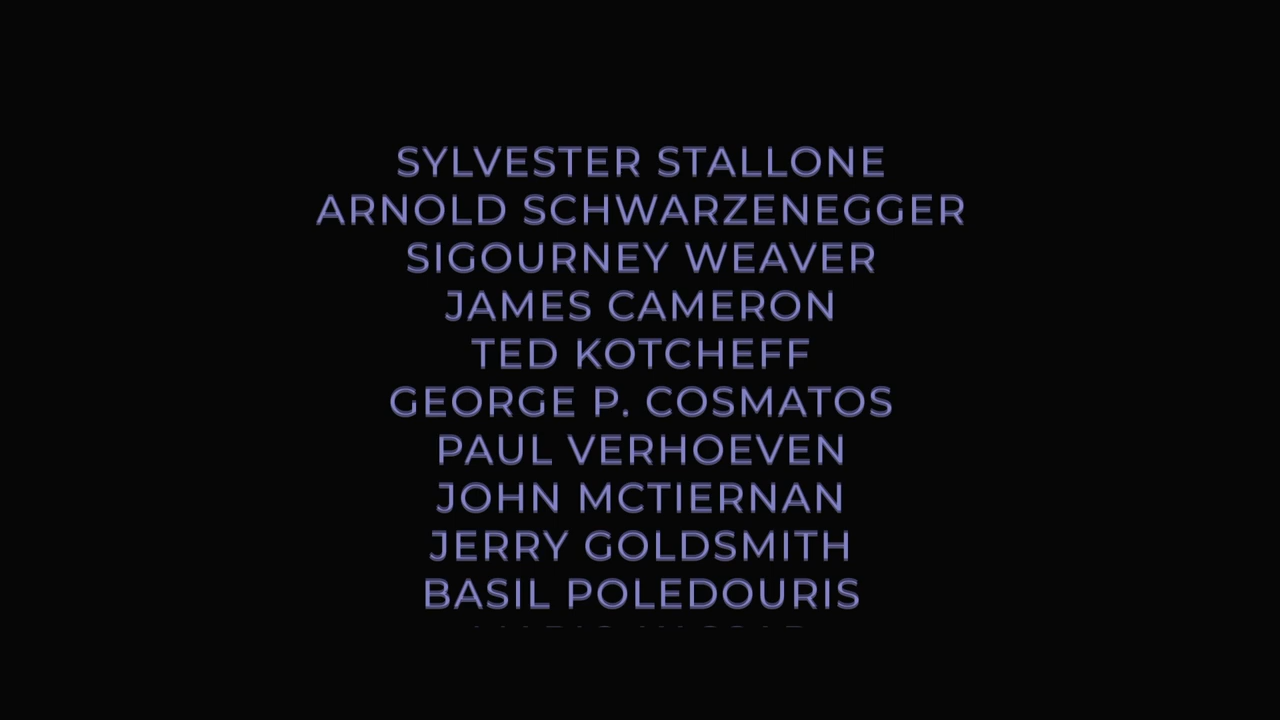 SYLVESTER STALLONE
ARNOLD SCHWARZENEGGER
SIGOURNEY WEAVER
JAMES CAMERON
TED KOTCHEFF
GEORGE P. COSMATOS
PAUL VERHOEVEN
JOHN MCTIERNAN
JERRY GOLDSMITH
BASIL POLEDOURIS